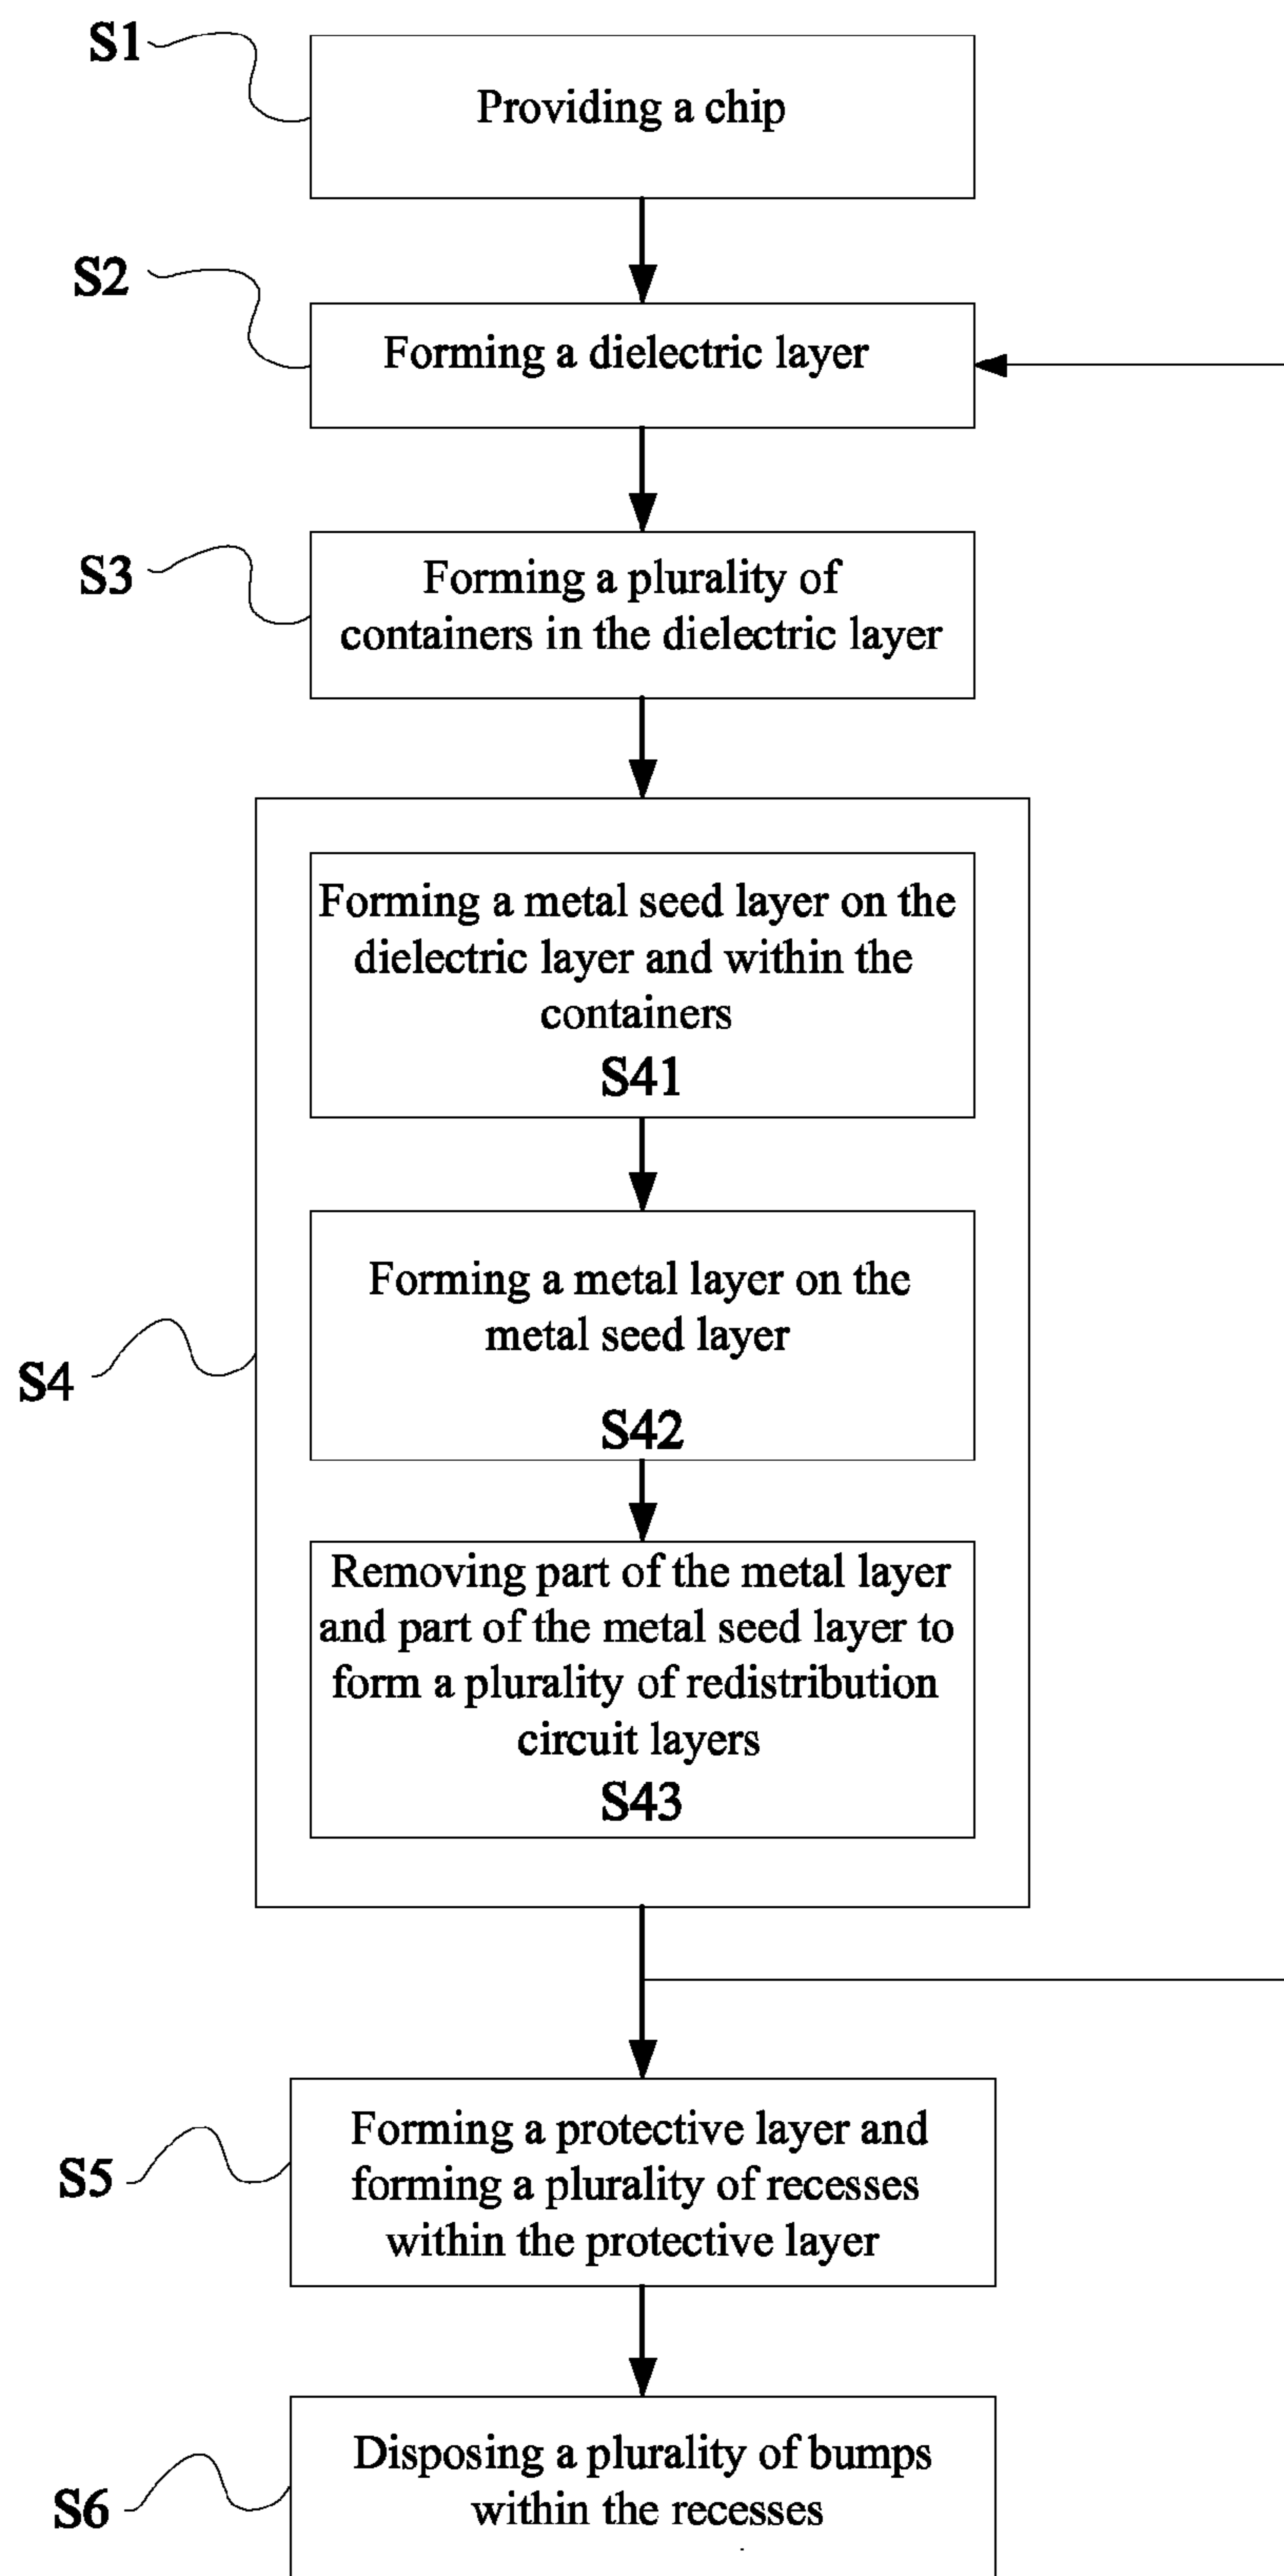 S1
Providing a chip
S2
Forming a dielectric layer
S3
Forming a plurality of
containers in the dielectric layer
Forming a metal seed layer on the
dielectric layer and within the
containers
S41
Forming a metal layer on the
metal seed layer
S4
S42
Removing part of the metal layer
and part of the metal seed layer to
form a plurality of redistribution
circuit layers
S43
Forming a protective layer and
S5
forming a plurality of recesses
within the protective layer
Disposing a plurality of bumps
S6
within the recesses